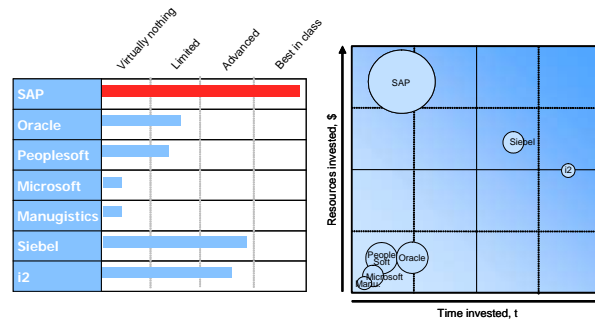 Virtually nothing
Limited
Advanced
Best in class
SAP
Oracle
Peoplesoft
Microsoft
Manugistics
Siebel
i2
Resources invested, $
SAP
Siebel
i2
People
Soft
Oracle
Microsoft
Manu.
Time invested, t